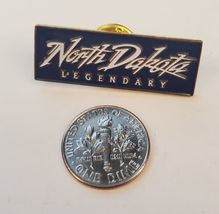 North Dakota
LEGENDARY
UNITED STATES OF AMERICA
ONE DIME